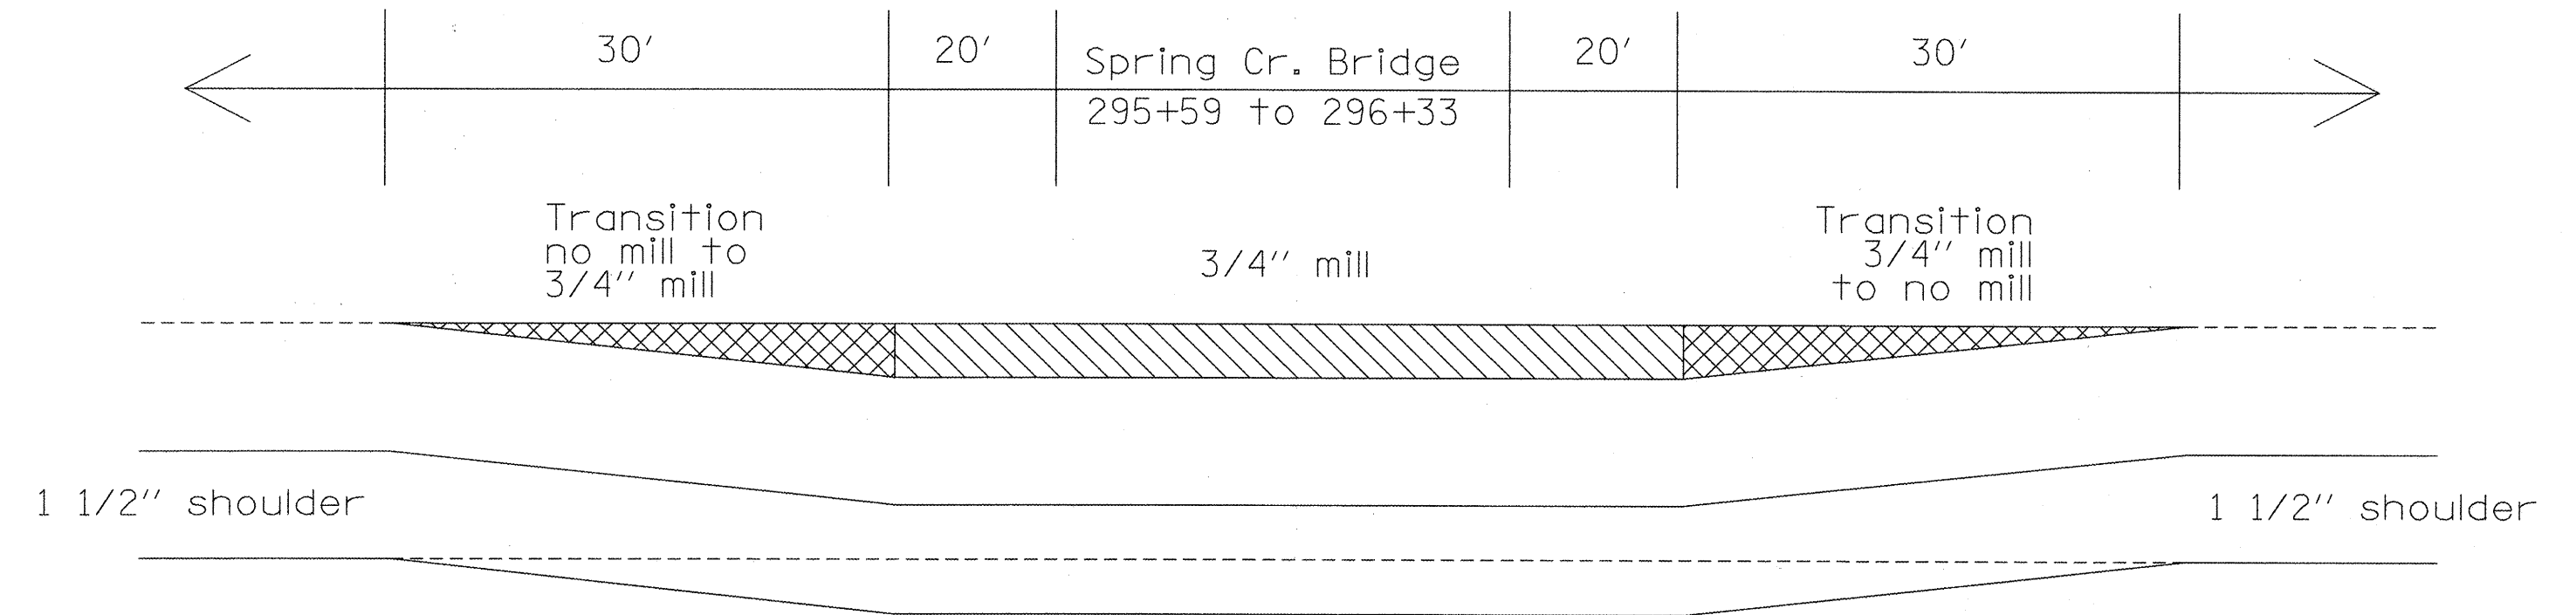 30'
20'
Spring Cr. Bridge
295+59 to 296+33
20'
30'
Transition
no mill to
3/4" mill
3/4" mill
Transition
3/4" mill
to no mill
1 1/2" shoulder
1 1/2" shoulder